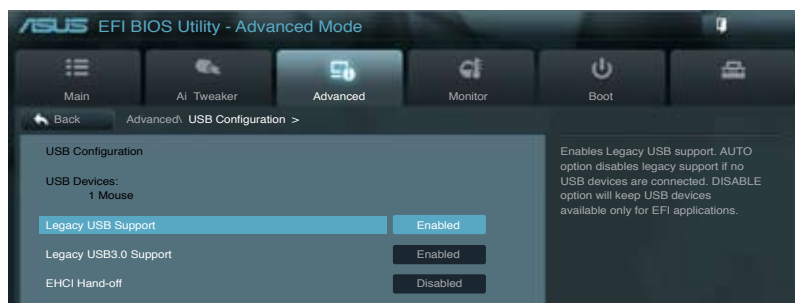 ASUS EFI BIOS Utility - Advanced Mode
Main
Ai Tweaker
Advanced
Monitor
Boot
Back
Advanced\ USB Configuration >
USB Configuration
USB Devices:
1 Mouse
Legacy USB Support Enabled
Legacy USB3.0 Support Enabled
EHCI Hand-off Disabled
Enables Legacy USB support. AUTO
option disables legacy support if no
USB devices are connected. DISABLE
option will keep USB devices
available only for EFI applications.